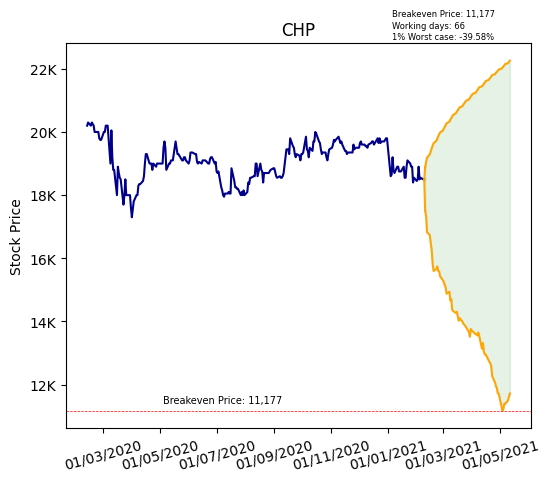 Breakeven Price: 11,177
Working days: 66
1% Worst case: -39.58%
CHP
Stock Price
22K
20K
18K
16K
14K
12K
Breakeven Price: 11,177
01/03/2020
01/05/2020
01/07/2020
01/09/2020
01/11/2020
01/01/2021
01/03/2021
01/05/2021